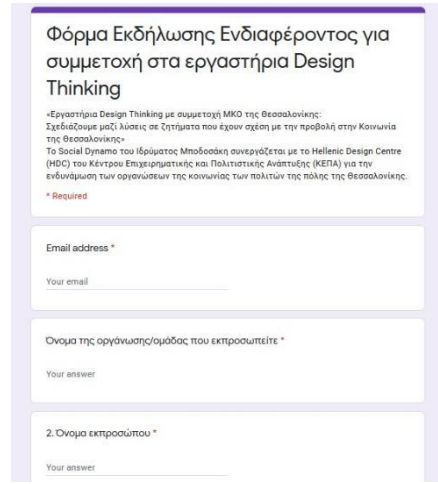 Φόρμα Εκδήλωσης Ενδιαφέροντος για
συμμετοχή στα εργαστήρια Design
Thinking
«Εργαστήρια Design Thinking με συμμετοχή ΜΚΟ της Θεσσαλονίκης:
Σχεδιάζουμε μαζί λύσεις σε ζητήματα που έχουν σχέση με την προβολή στην Κοινωνία
της Θεσσαλονίκης»
Το Social Dynamo του Ιδρύματος Μποδοσάκη συνεργάζεται με το Hellenic Design Centre
(HDC) του Κέντρου Επιχειρηματικής και Πολιτιστικής Ανάπτυξης (ΚΕΠΑ) για την
ενδυνάμωση των οργανώσεων της κοινωνίας των πολιτών της πόλης της Θεσσαλονίκης.
* Required
Email address *
Your email
Όνομα της οργάνωσης/ομάδας που εκπροσωπείτε *
Your answer
2. Όνομα εκπροσώπου *
Your answer